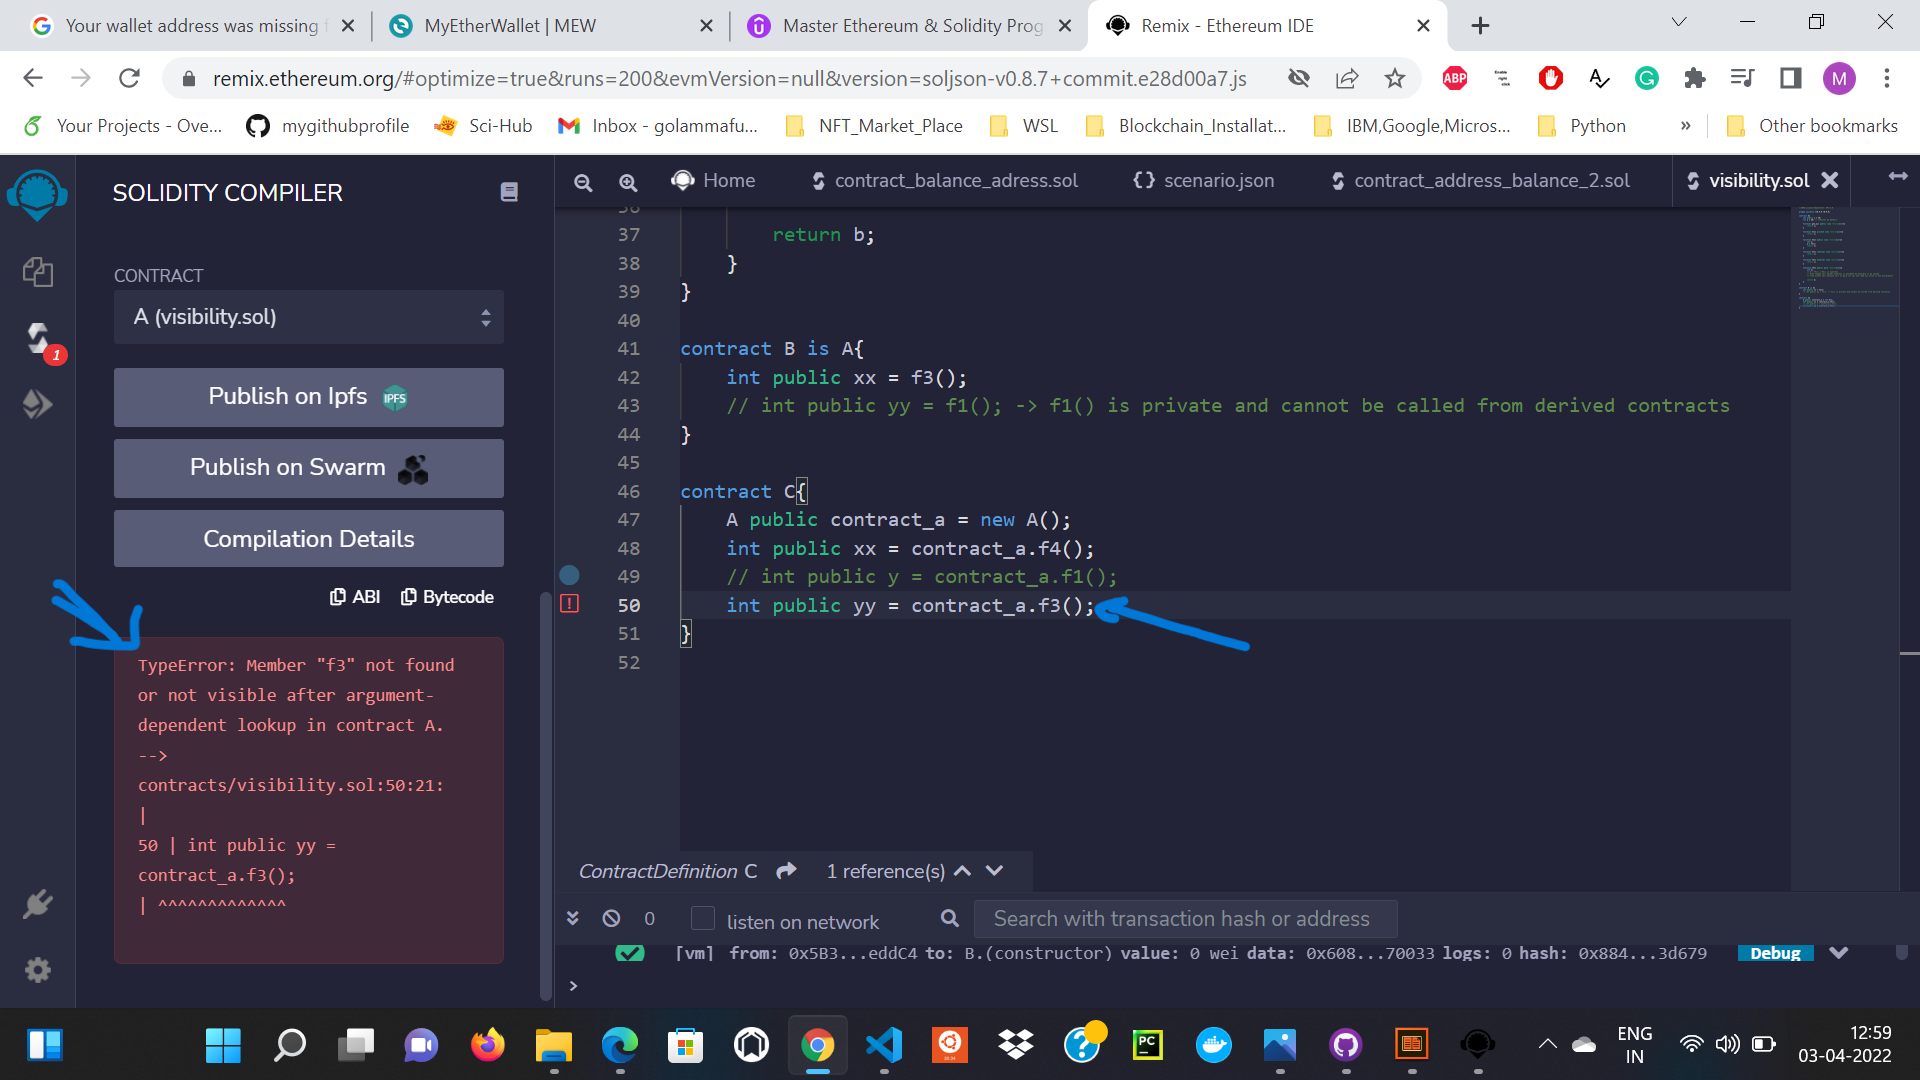 Your wallet address was missing f
MyEtherWallet | MEW
Master Ethereum & Solidity Prog
Remix - Ethereum IDE
remix.ethereum.org/#optimize=true&runs=200&evmVersion=null&version=soljson-v0.8.7+commit.e28d00a7.js
ABP
M
Your Projects - Ove...
mygithubprofile
Sci-Hub
Inbox - golammafu...
NFT_Market_Place
WSL
Blockchain_Installat...
IBM,Google,Micros...
Python
»
Other bookmarks
SOLIDITY COMPILER
CONTRACT
A (visibility.sol)
1
Publish on Ipfs
IPFS
Publish on Swarm
Compilation Details
ABI
Bytecode
TypeError: Member "f3" not found
or not visible after argument-
dependent lookup in contract A.
-->
contracts/visibility.sol:50:21:
|
50 | int public yy =
contract_a.f3();
| ^^^^^^^^^^^^^
Home
contract_balance_adress.sol
{} scenario.json
contract_address_balance_2.sol
visibility.sol
36
37 return b;
38 }
39 }
40
41 contract B is A{
42 int public xx = f3();
43 // int public yy = f1(); -> f1() is private and cannot be called from derived contracts
44 }
45
46 contract C{
47 A public contract_a = new A();
48 int public xx = contract_a.f4();
49 // int public y = contract_a.f1();
50 int public yy = contract_a.f3();
51 }
52
ContractDefinition C
1 reference(s)
0
listen on network
Search with transaction hash or address
[vm] from: 0x5B3...eddC4 to: B.(constructor) value: 0 wei data: 0x608...70033 logs: 0 hash: 0x884...3d679
Debug
>
PC
ENG
IN
12:59
03-04-2022